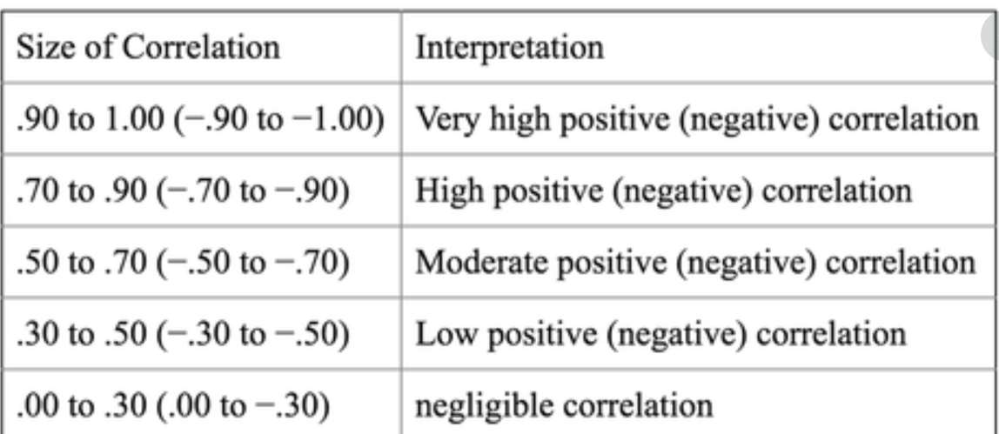 Size of Correlation Interpretation
.90 to 1.00 (−.90 to −1.00) Very high positive (negative) correlation
.70 to .90 (−.70 to −.90) High positive (negative) correlation
.50 to .70 (−.50 to −.70) Moderate positive (negative) correlation
.30 to .50 (−.30 to −.50) Low positive (negative) correlation
.00 to .30 (.00 to −.30) negligible correlation